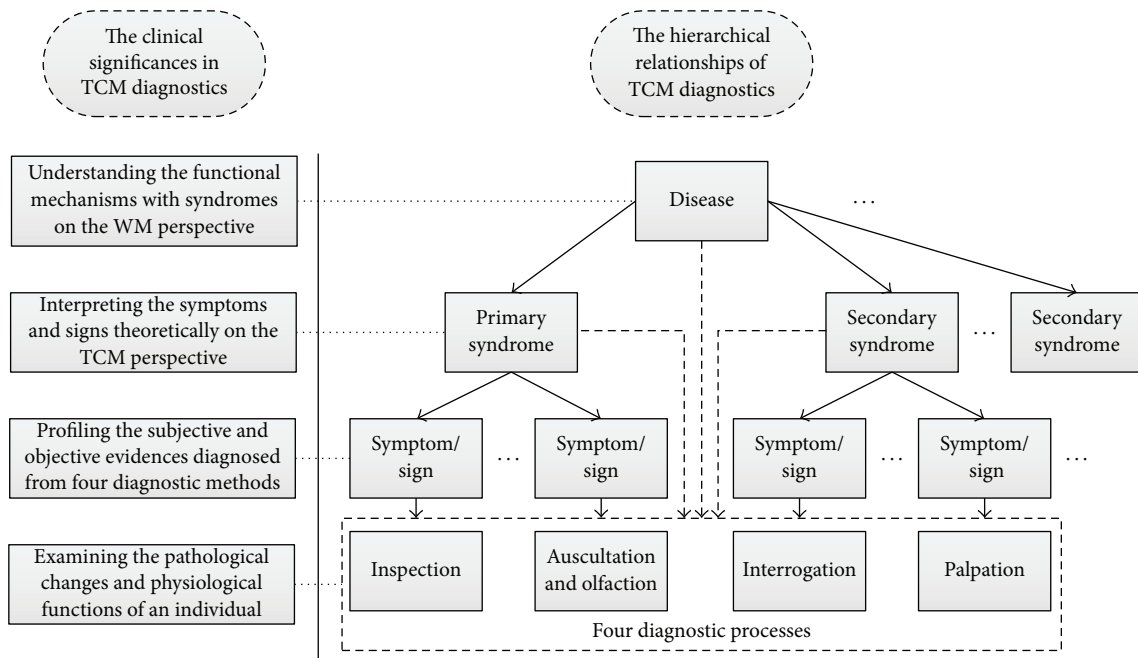 The clinical
significances in
TCM diagnostics
The hierarchical
relationships of
TCM diagnostics
Understanding the functional
mechanisms with syndromes
on the WM perspective
Disease
...
Interpreting the symptoms
and signs theoretically on the
TCM perspective
Primary
syndrome
Secondary
syndrome
...
Secondary
syndrome
Profiling the subjective and
objective evidences diagnosed
from four diagnostic methods
Symptom/
sign
...
Symptom/
sign
Symptom/
sign
...
Symptom/
sign
...
Examining the pathological
changes and physiological
functions of an individual
Inspection
Auscultation
and olfaction
Interrogation
Palpation
Four diagnostic processes